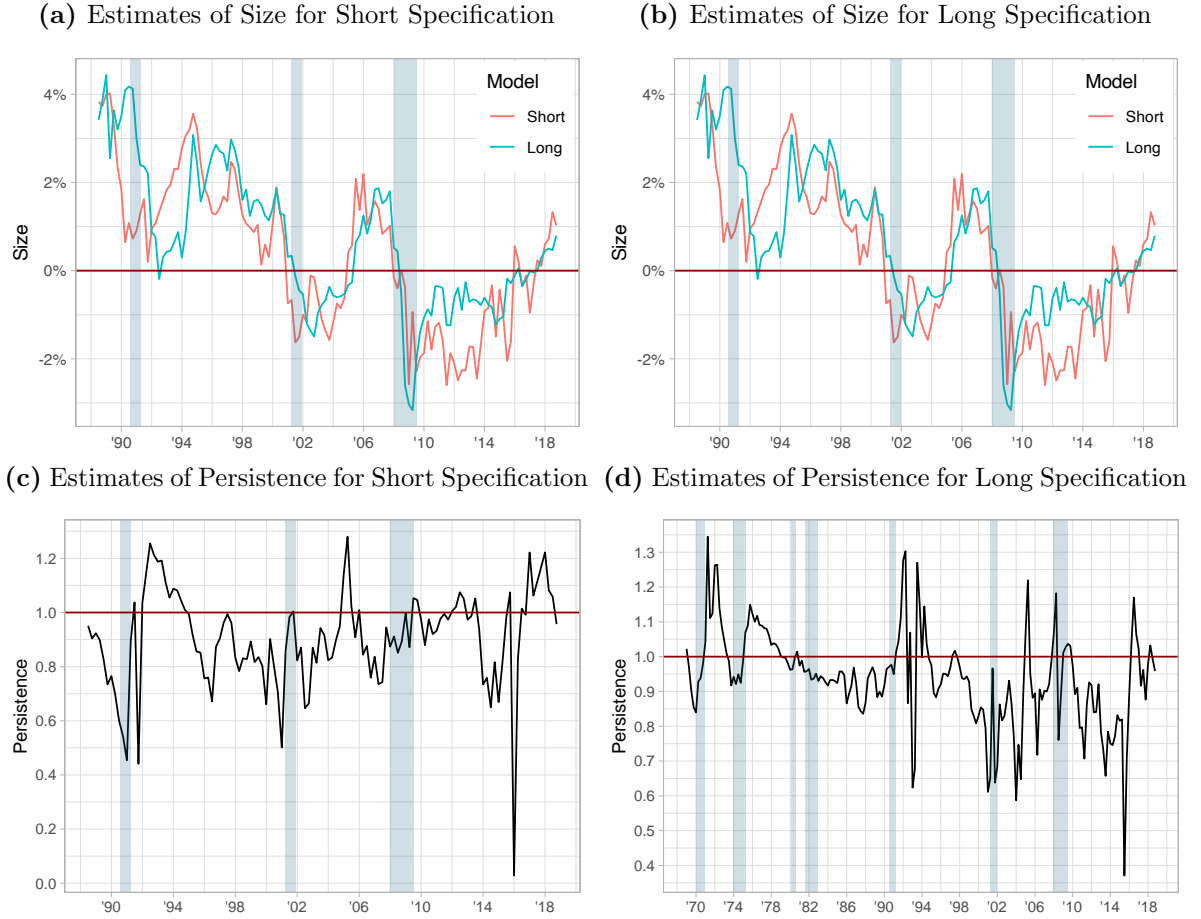 (a) Estimates of Size for Short Specification
(b) Estimates of Size for Long Specification
4%
2%
0%
-2%
Size
Model
Short
Long
'90 '94 '98 '02 '06 '10 '14 '18
4%
2%
0%
-2%
Size
Model
Short
Long
'90 '94 '98 '02 '06 '10 '14 '18
(c) Estimates of Persistence for Short Specification
(d) Estimates of Persistence for Long Specification
1.2
1.0
0.8
0.6
0.4
0.2
0.0
Persistence
'90 '94 '98 '02 '06 '10 '14 '18
1.3
1.2
1.1
1.0
0.9
0.8
0.7
0.6
0.5
0.4
Persistence
'70 '74 '78 '82 '86 '90 '94 '98 '02 '06 '10 '14 '18